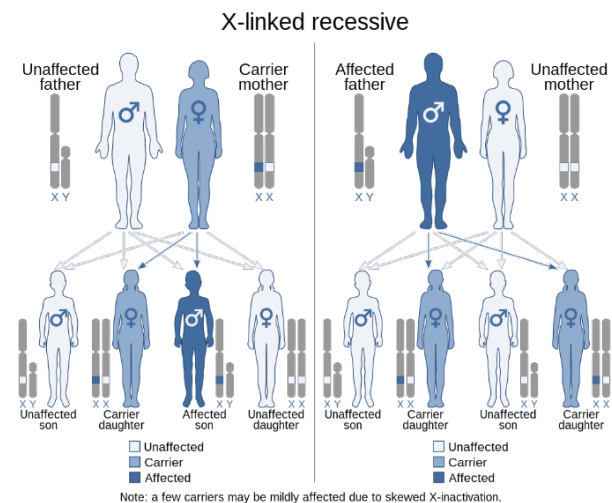 X-linked recessive
Unaffected
father
Carrier
mother
X Y
X X
Unaffected
son
Carrier
daughter
Affected
son
Unaffected
daughter
X Y
X X
X Y
X X
Unaffected
Carrier
Affected
Affected
father
Unaffected
mother
X Y
X X
X Y
X X
X Y
X X
Unaffected
son
Carrier
daughter
Unaffected
son
Carrier
daughter
Unaffected
Carrier
Affected
Note: a few carriers may be mildly affected due to skewed X-inactivation.